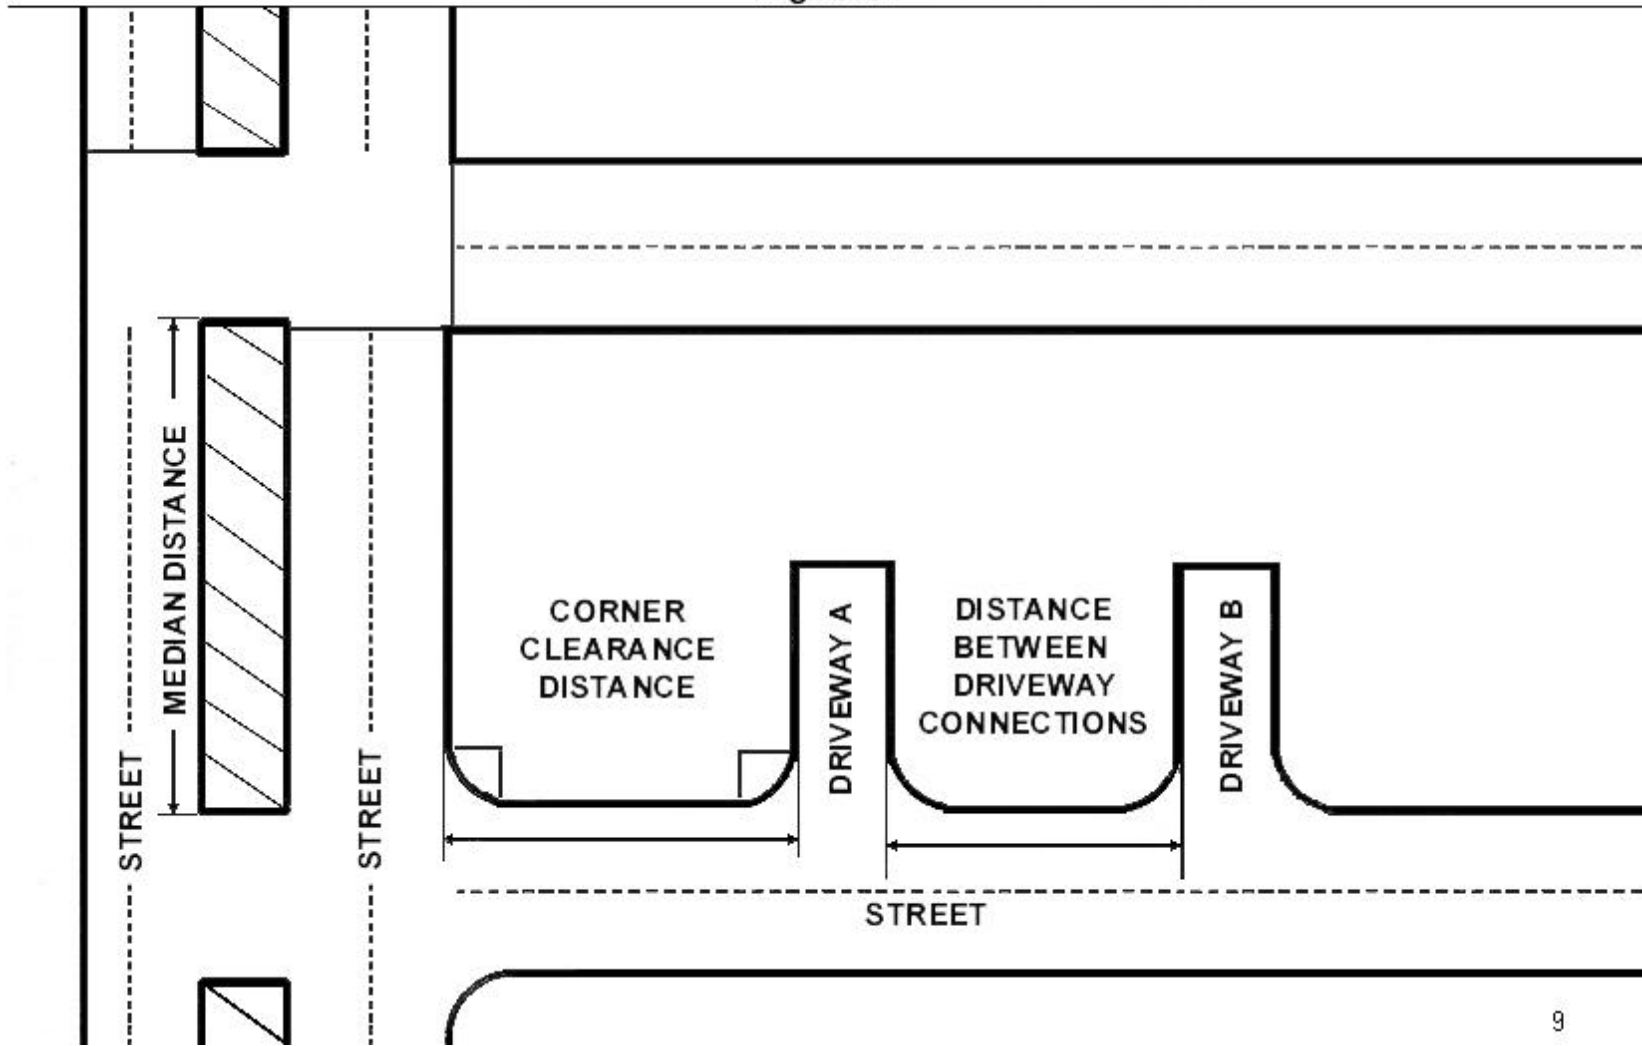 MEDIAN DISTANCE
STREET
STREET
CORNER
CLEARANCE
DISTANCE
DRIVEWAY A
DISTANCE
BETWEEN
DRIVEWAY
CONNECTIONS
DRIVEWAY B
STREET
9